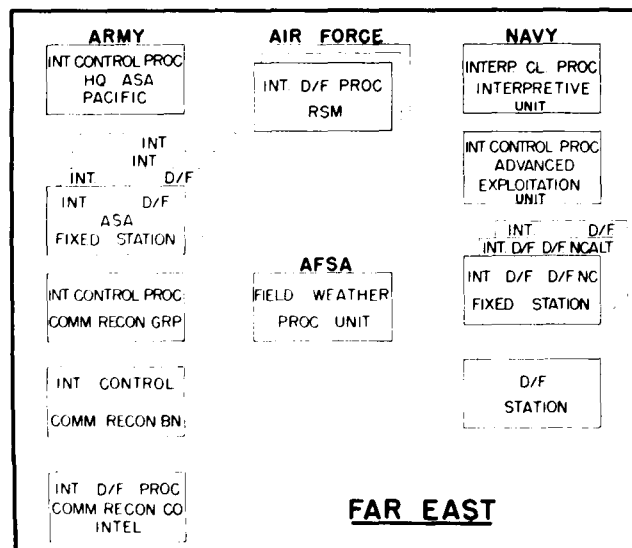 ARMY
INT CONTROL PROC
HQ ASA
PACIFIC
INT
INT
INT D/F
INT D/F
ASA
FIXED STATION
INT CONTROL PROC
COMM RECON GRP
INT CONTROL
COMM RECON BN
INT D/F PROC
COMM RECON CO
INTEL
AIR FORCE
INT. D/F PROC
RSM
AFSA
FIELD WEATHER
PROC UNIT
NAVY
INTERP. CL. PROC
INTERPRETIVE
UNIT
INT CONTROL PROC
ADVANCED
EXPLOITATION
UNIT
INT. D/F
INT. D/F D/F NCALT
INT D/F D/F NC
FIXED STATION
D/F
STATION
FAR EAST